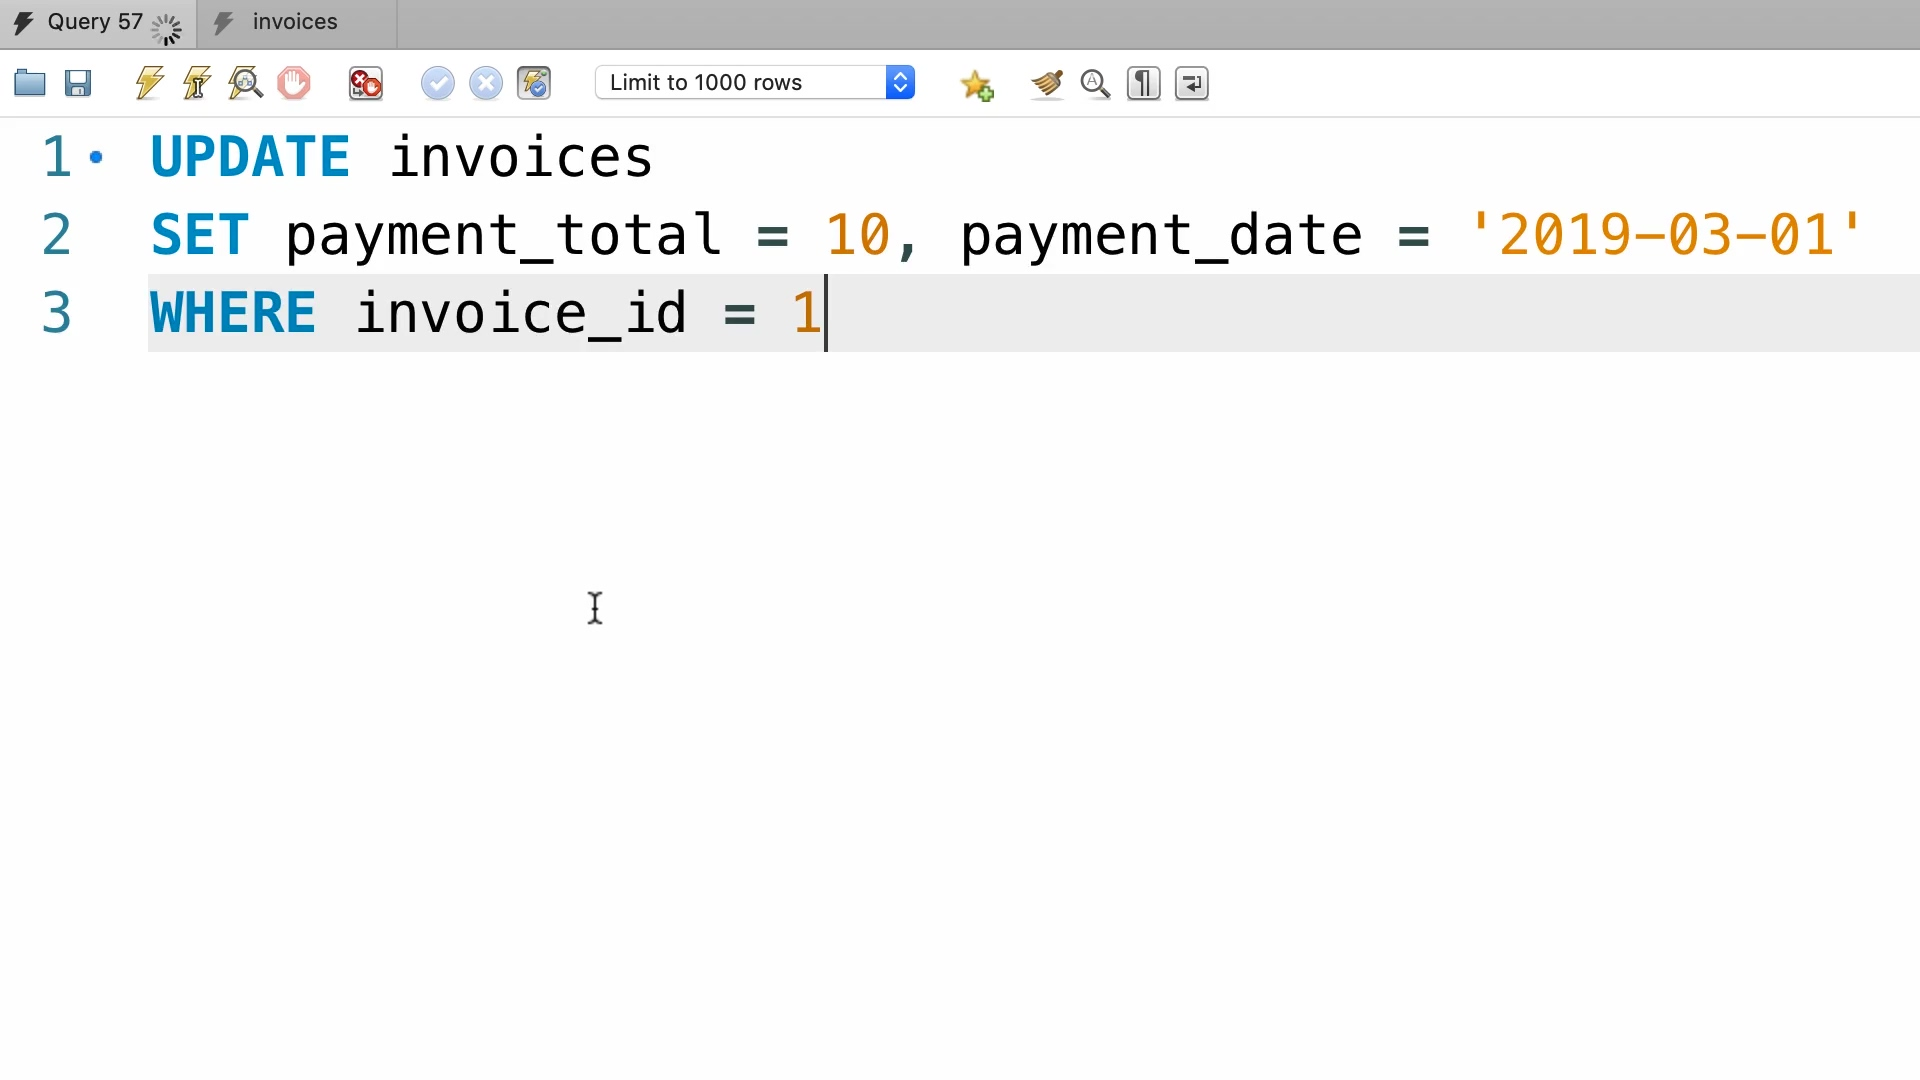 Query 57 invoices
Limit to 1000 rows
1 UPDATE invoices
2 SET payment_total = 10, payment_date = '2019-03-01'
3 WHERE invoice_id = 1